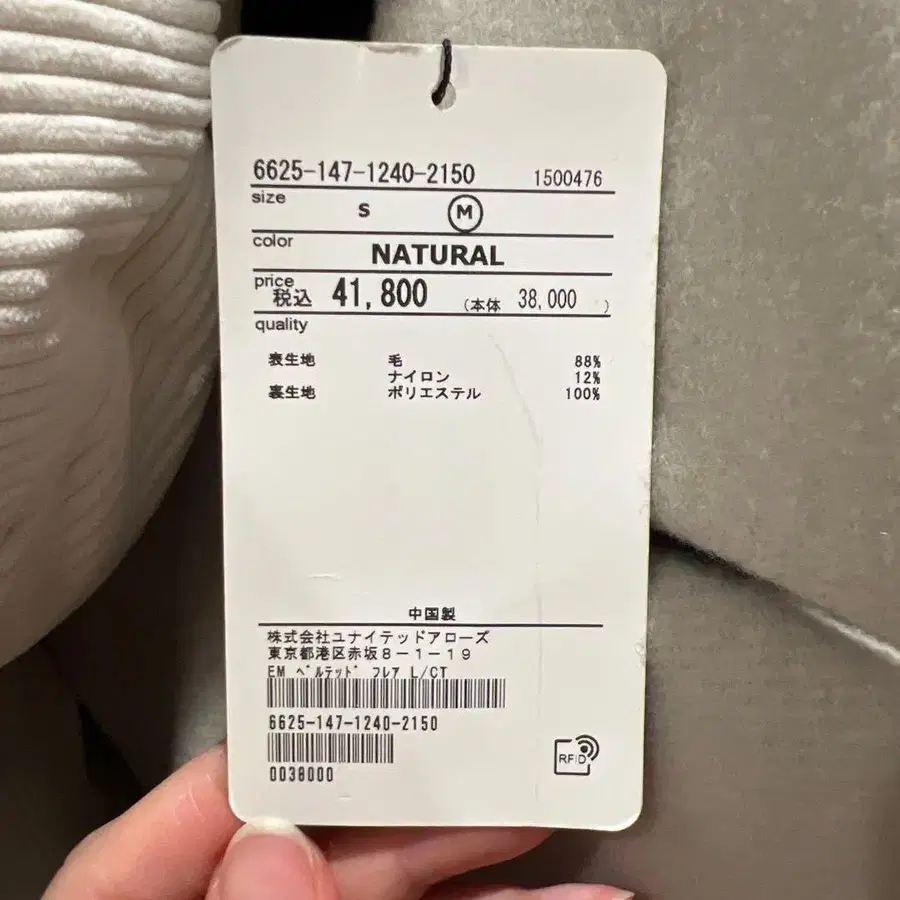 6625-147-1240-2150 1500476
size
S M
color
NATURAL
price
税込 41,800 (本体 38,000 )
quality
表生地 毛 88%
ナイロン 12%
裏生地 ポリエステル 100%
中国製
株式会社ユナイテッドアローズ
東京都港区赤坂8-1-19
EM ベルテッド フレア L/CT
6625-147-1240-2150
0038000
RFID